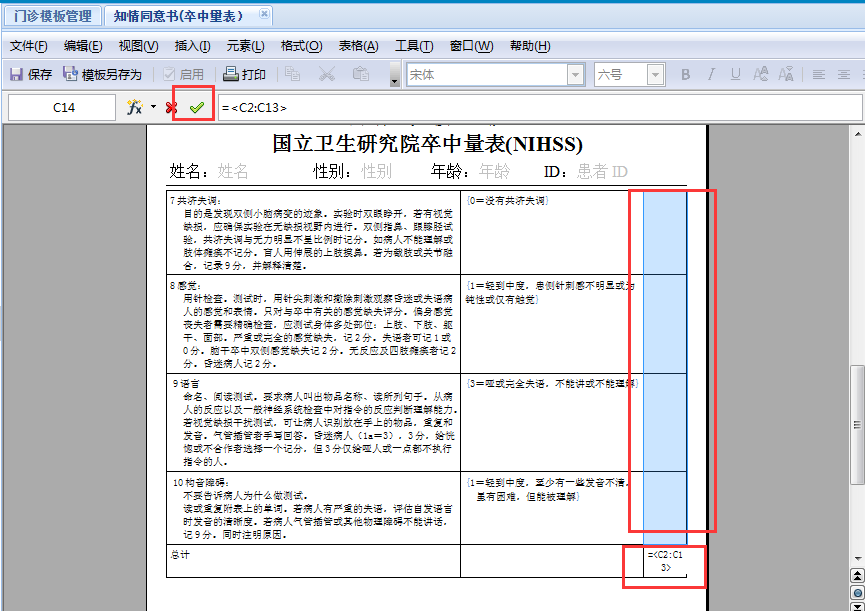 门诊模板管理 知情同意书(卒中量表)
文件(F) 编辑(E) 视图(V) 插入(I) 元素(L) 格式(O) 表格(A) 工具(T) 窗口(W) 帮助(H)
保存 模板另存为 启用 打印 宋体 六号 B I U
C14 fx =<C2:C13>
国立卫生研究院卒中量表(NIHSS)
姓名: 姓名 性别: 性别 年龄: 年龄 ID: 患者 ID
7 共济失调:
目的是发现双侧小脑病变的迹象。实验时双眼睁开,若有视觉
缺损,应确保实验在无缺损视野内进行。双侧指鼻、跟膝胫试
验,共济失调与无力明显不呈比例时记分。如病人不能理解或
肢体瘫痪不记分。盲人用伸展的上肢摸鼻。若为截肢或关节融
合,记录9分,并解释清楚。
{0=没有共济失调}
8 感觉:
用针检查。测试时,用针尖刺激和撤除刺激观察昏迷或失语病
人的感觉和表情。只对与卒中有关的感觉缺失评分。偏身感觉
丧失者需要精确检查,应测试身体多处部位:上肢、下肢、躯
干、面部。严重或完全的感觉缺失,记2分。失语者可记1或
0分。脑干卒中双侧感觉缺失记2分。无反应及四肢瘫痪者记2
分。昏迷病人记2分。
{1=轻到中度,患侧针刺感不明显或为
钝性或仅有触觉}
9 语言
命名、阅读测试。要求病人叫出物品名称、读所列句子。从病
人的反应以及一般神经系统检查中对指令的反应判断理解能力。
若视觉缺损干扰测试,可让病人识别放在手上的物品,重复和
发音。气管插管者手写回答。昏迷病人(1a=3),3分,给恍
惚或不合作者选择一个记分,但3分仅给哑人或一点都不执行
指令的人。
{3=哑或完全失语,不能讲或不能理解}
10 构音障碍:
不要告诉病人为什么做测试。
读或重复附表上的单词。若病人有严重的失语,评估自发语言
时发音的清晰度。若病人气管插管或其他物理障碍不能讲话,
记9分。同时注明原因。
{1=轻到中度,至少有一些发音不清,
虽有困难,但能被理解}
总计
=<C2:C1
3>